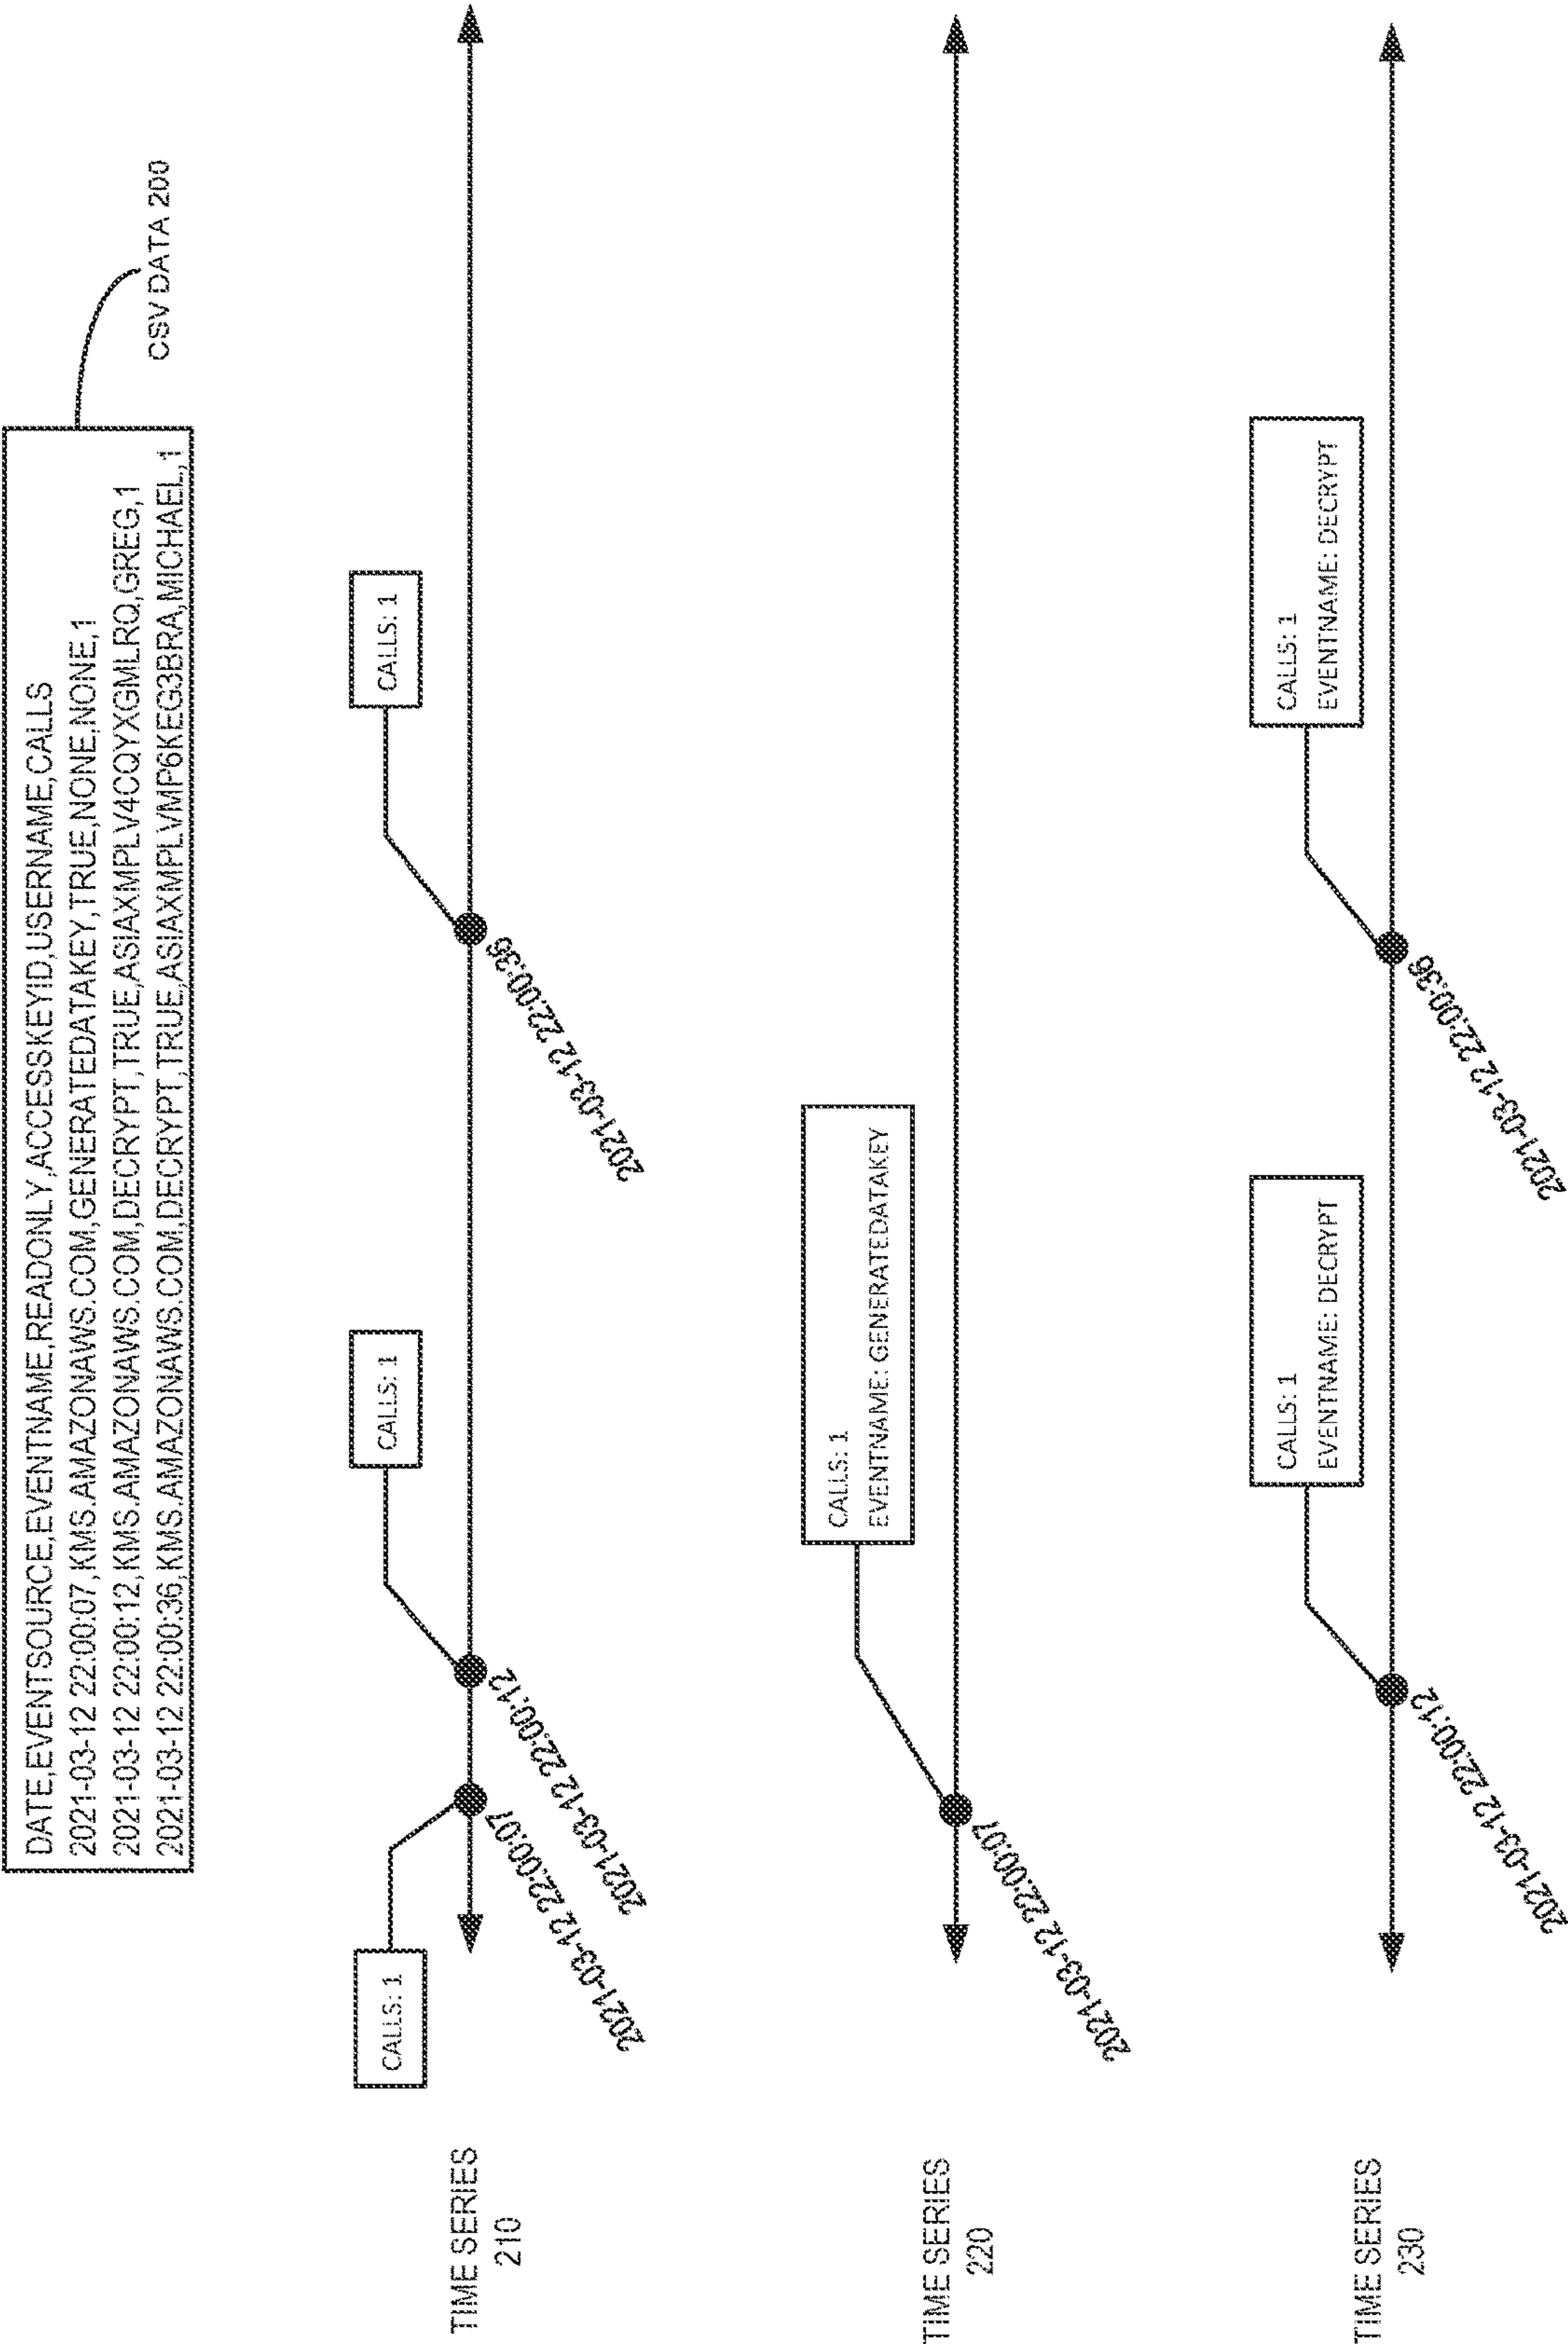 DATE,EVENTSOURCE,EVENTNAME,READONLY,ACCESSKEYID,USERNAME,CALLS
2021-03-12 22:00:07,KMS.AMAZONAWS.COM,GENERATEDATAKEY,TRUE,NONE,NONE,1
2021-03-12 22:00:12,KMS.AMAZONAWS.COM,DECRYPT,TRUE,ASIAXMPLV4CQYXGMLRQ,GREG,1
2021-03-12 22:00:36,KMS.AMAZONAWS.COM,DECRYPT,TRUE,ASIAXMPLVMP6KEG3BRA,MICHAEL,1
CSV DATA 200
TIME SERIES
210
CALLS: 1
CALLS: 1
CALLS: 1
2021-03-12 22:00:07
2021-03-12 22:00:12
2021-03-12 22:00:36
TIME SERIES
220
CALLS: 1
EVENTNAME: GENERATEDATAKEY
2021-03-12 22:00:07
TIME SERIES
230
CALLS: 1
EVENTNAME: DECRYPT
CALLS: 1
EVENTNAME: DECRYPT
2021-03-12 22:00:12
2021-03-12 22:00:36